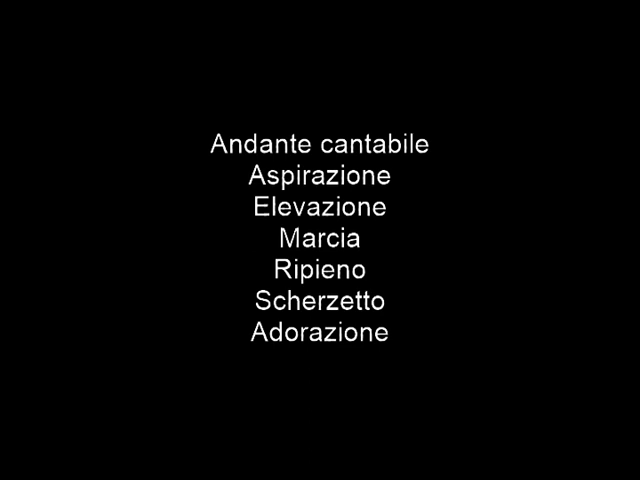 Andante cantabile
Aspirazione
Elevazione
Marcia
Ripieno
Scherzetto
Adorazione